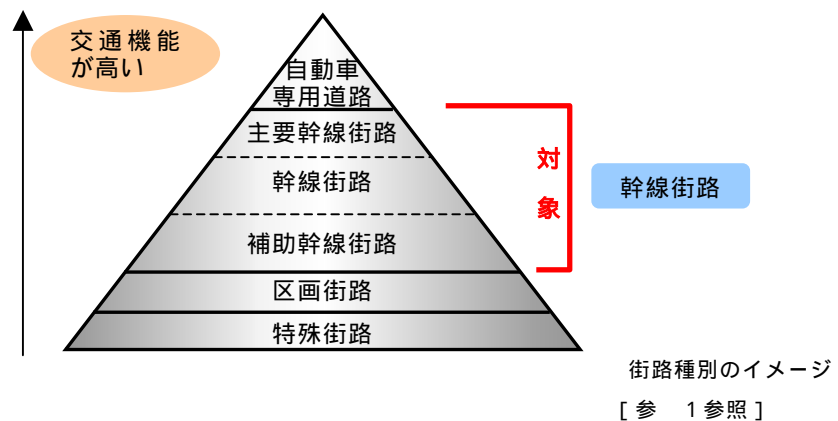 交通機能
が高い
自動車
専用道路
主要幹線街路
幹線街路
補助幹線街路
区画街路
特殊街路
対
象
幹線街路
街路種別のイメージ
[参　1参照]